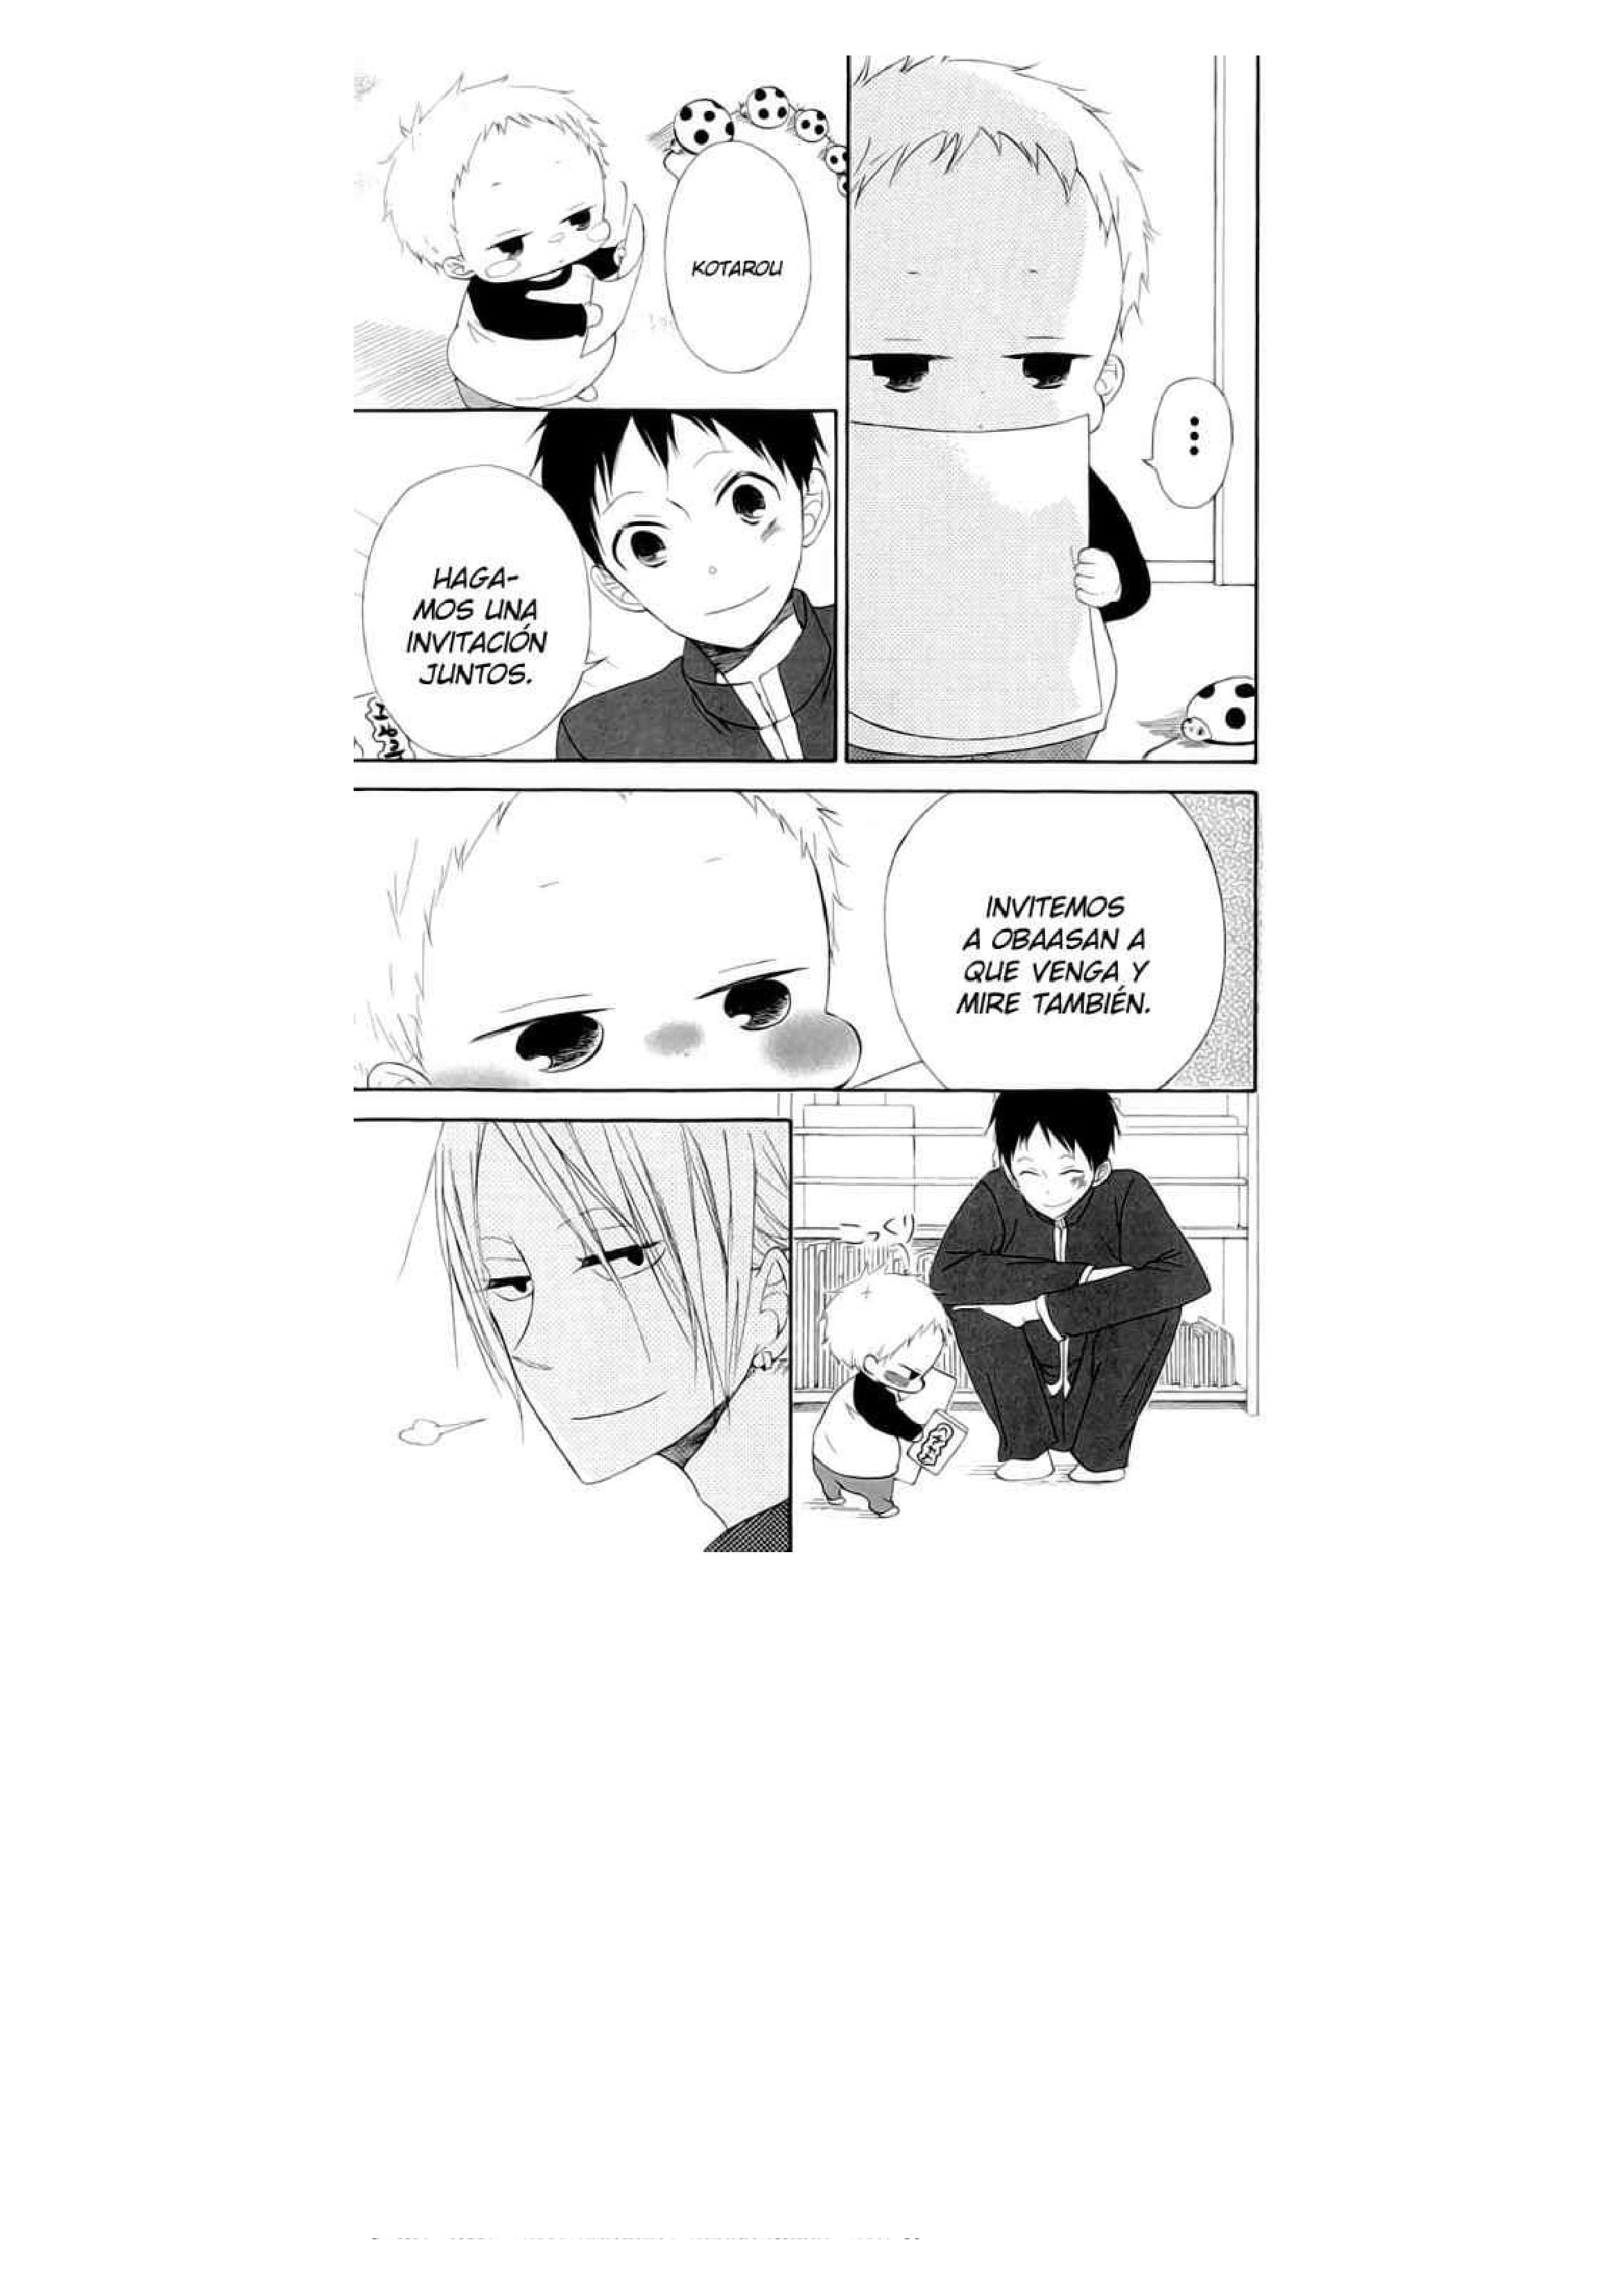 ...
KOTAROU
HAGA-
MOS UNA
INVITACIÓN
JUNTOS.
INVITEMOS
A OBAASAN A
QUE VENGA Y
MIRE TAMBIÉN.